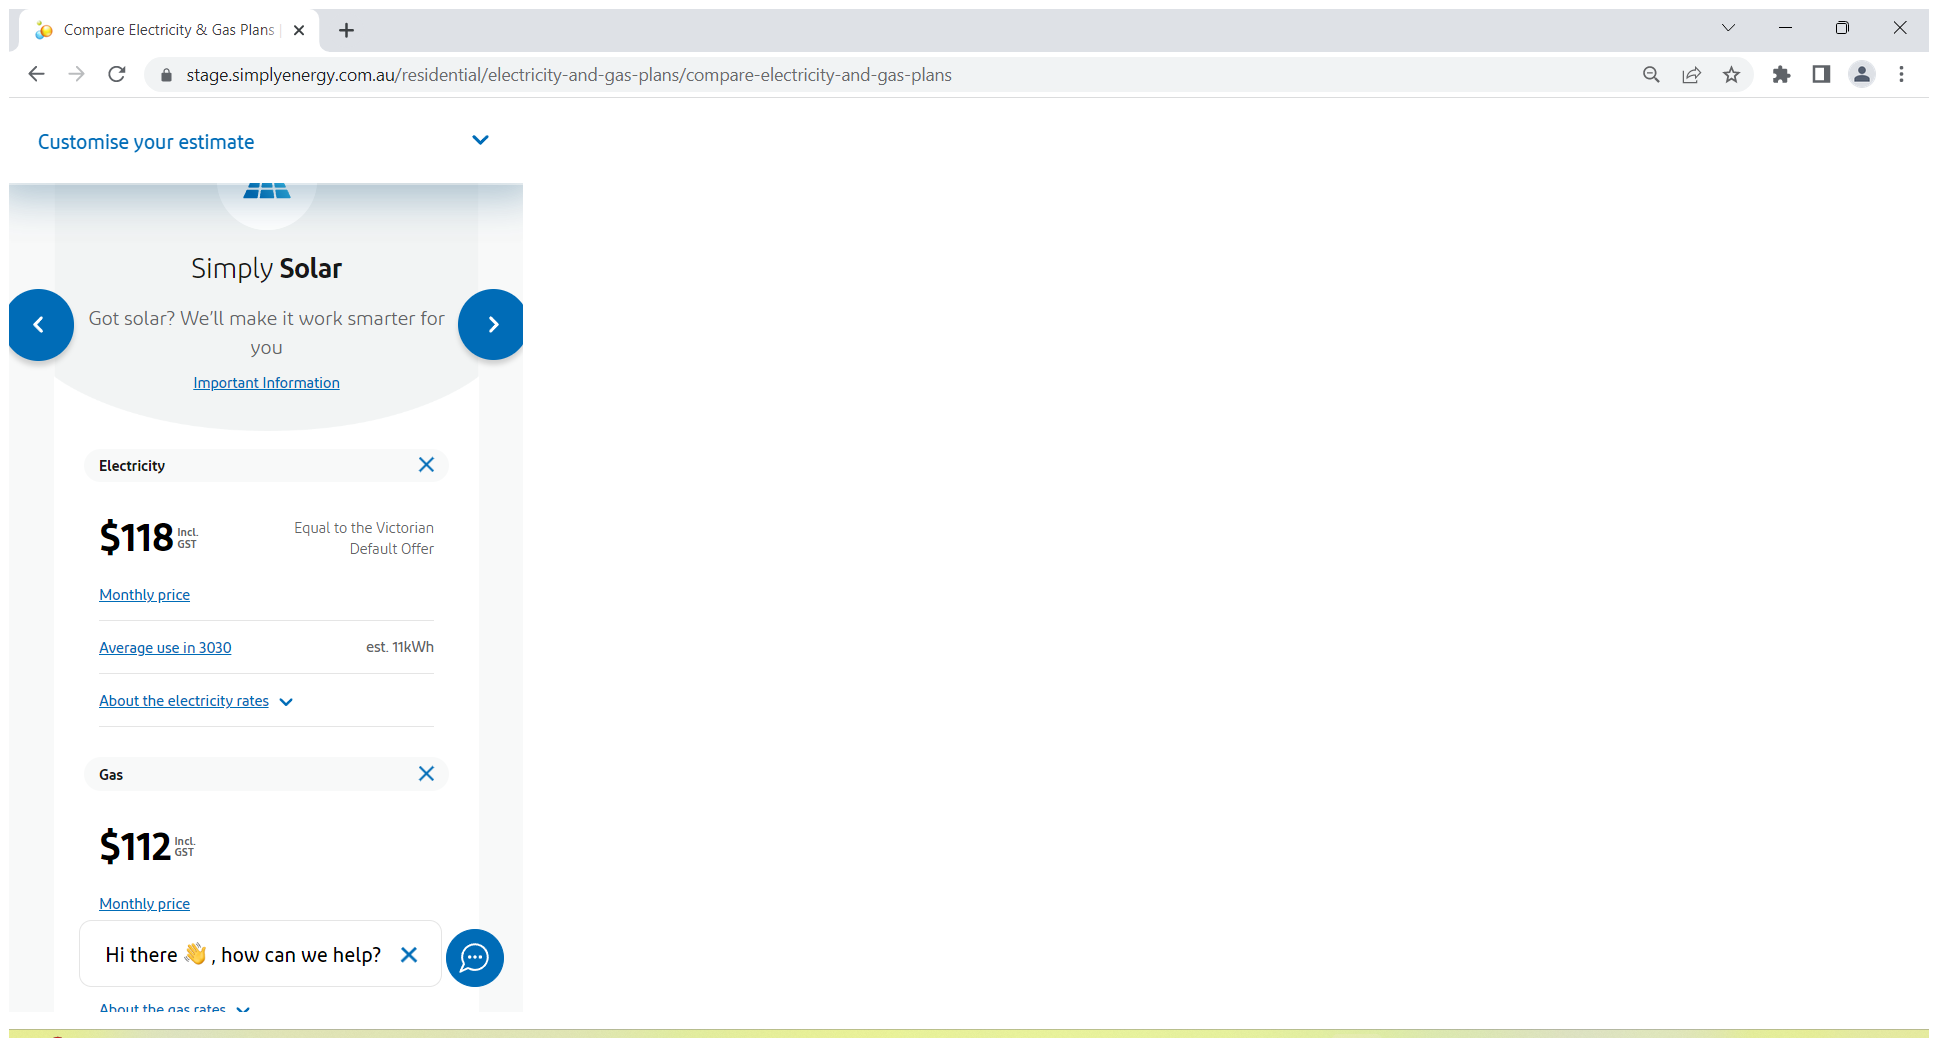 Compare Electricity & Gas Plans |
stage.simplyenergy.com.au/residential/electricity-and-gas-plans/compare-electricity-and-gas-plans
Customise your estimate
Simply Solar
Got solar? We’ll make it work smarter for
you
Important Information
Electricity
$118 Incl. GST
Equal to the Victorian
Default Offer
Monthly price
Average use in 3030 est. 11kWh
About the electricity rates
Gas
$112 Incl. GST
Monthly price
Hi there 👋 , how can we help?
About the gas rates